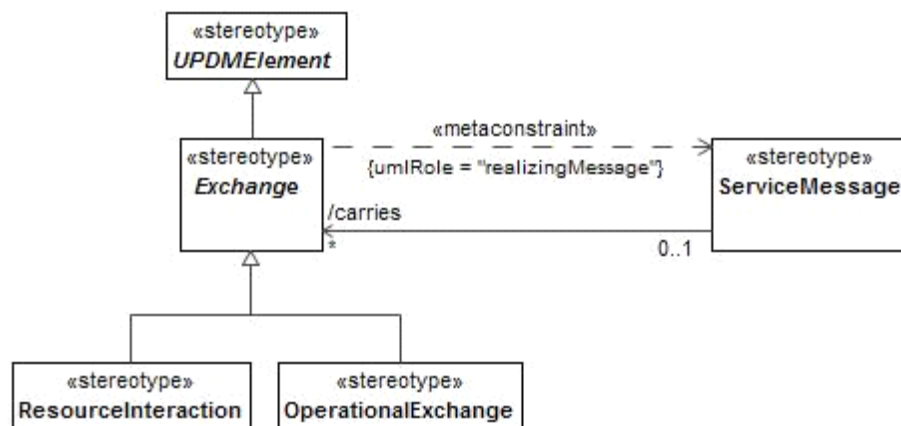 «stereotype»
UPDMElement
«stereotype»
Exchange
«metaconstraint»
{umlRole = "realizingMessage"}
«stereotype»
ServiceMessage
/carries
*
0..1
«stereotype»
ResourceInteraction
«stereotype»
OperationalExchange